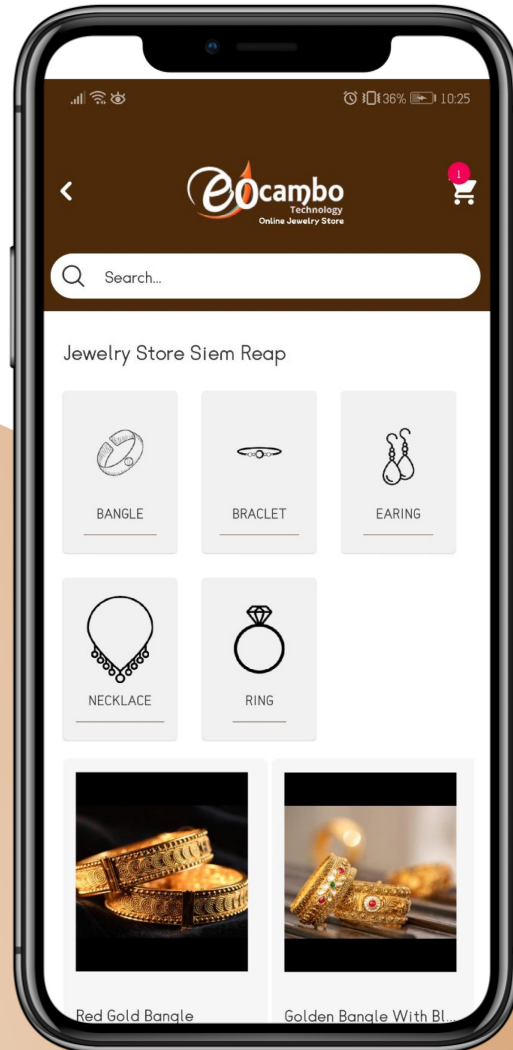 36% 10:25
eOcambo
Technology
Online Jewelry Store
1
Search...
Jewelry Store Siem Reap
BANGLE
BRACLET
EARING
NECKLACE
RING
Red Gold Bangle
Golden Bangle With Bl...